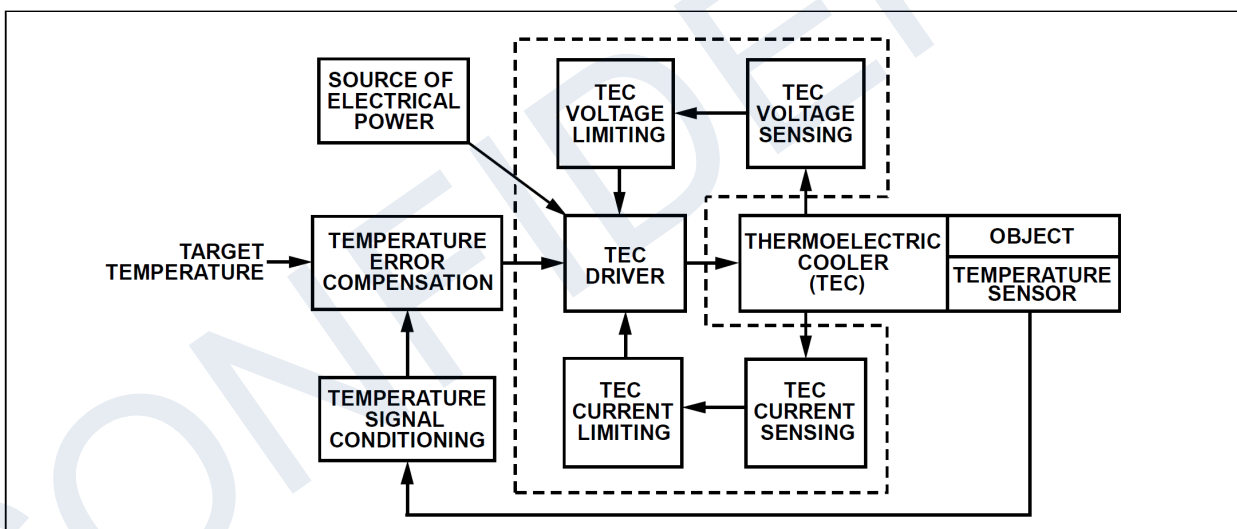 SOURCE OF
ELECTRICAL
POWER
TEC
VOLTAGE
LIMITING
TEC
VOLTAGE
SENSING
TARGET
TEMPERATURE
TEMPERATURE
ERROR
COMPENSATION
TEC
DRIVER
THERMOELECTRIC
COOLER
(TEC)
OBJECT
TEMPERATURE
SENSOR
TEMPERATURE
SIGNAL
CONDITIONING
TEC
CURRENT
LIMITING
TEC
CURRENT
SENSING